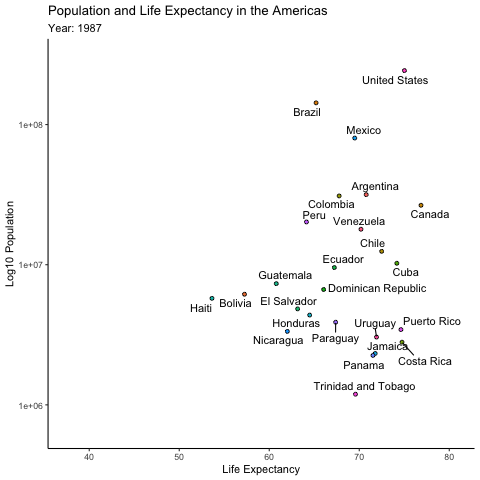 Population and Life Expectancy in the Americas
Year: 1987
United States
Brazil
1e+08
Mexico
Argentina
Colombia
Canada
Peru
Venezuela
Chile
Log10 Population
1e+07
Ecuador
Cuba
Guatemala
Dominican Republic
Haiti
Bolivia
El Salvador
Honduras
Uruguay
Puerto Rico
Nicaragua
Paraguay
Jamaica
Costa Rica
Panama
Trinidad and Tobago
1e+06
40 50 60 70 80
Life Expectancy